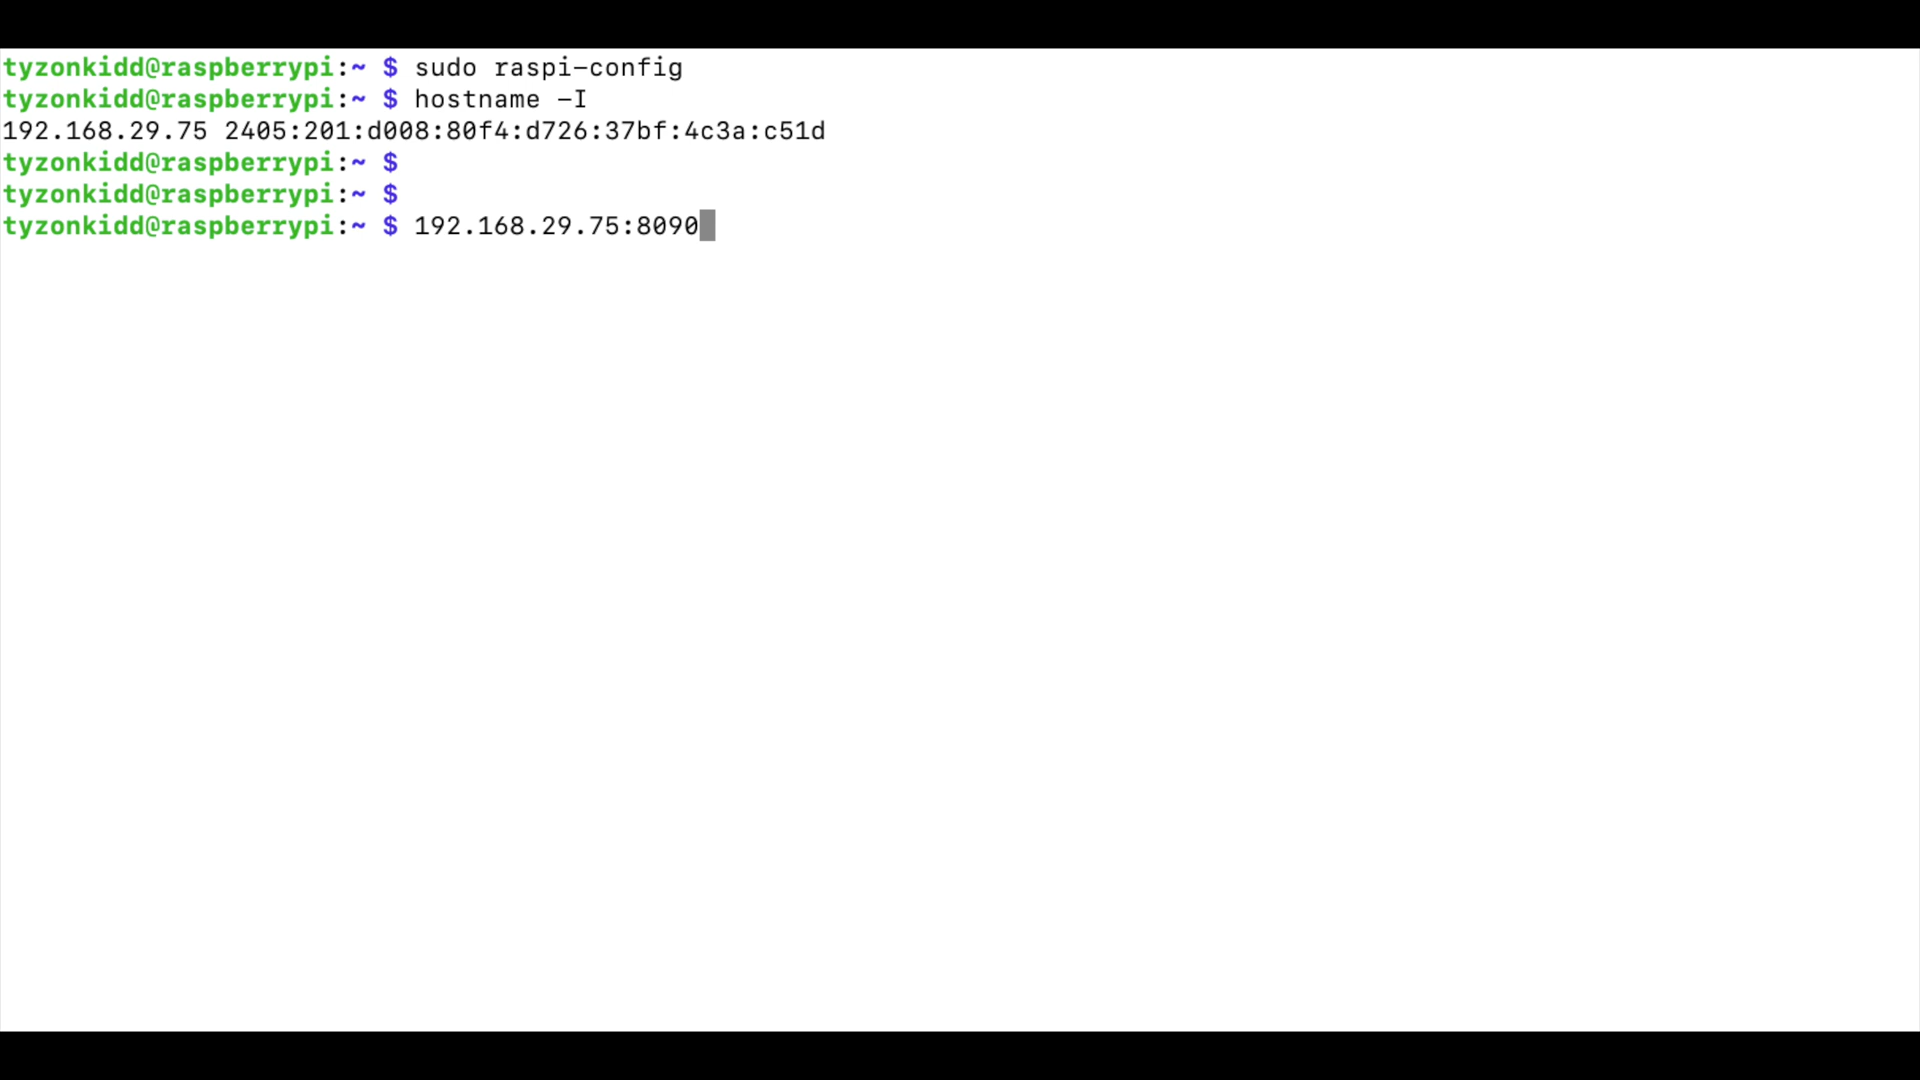 tyzonkidd@raspberrypi:~ $ sudo raspi-config
tyzonkidd@raspberrypi:~ $ hostname -I
192.168.29.75 2405:201:d008:80f4:d726:37bf:4c3a:c51d
tyzonkidd@raspberrypi:~ $
tyzonkidd@raspberrypi:~ $
tyzonkidd@raspberrypi:~ $ 192.168.29.75:8090